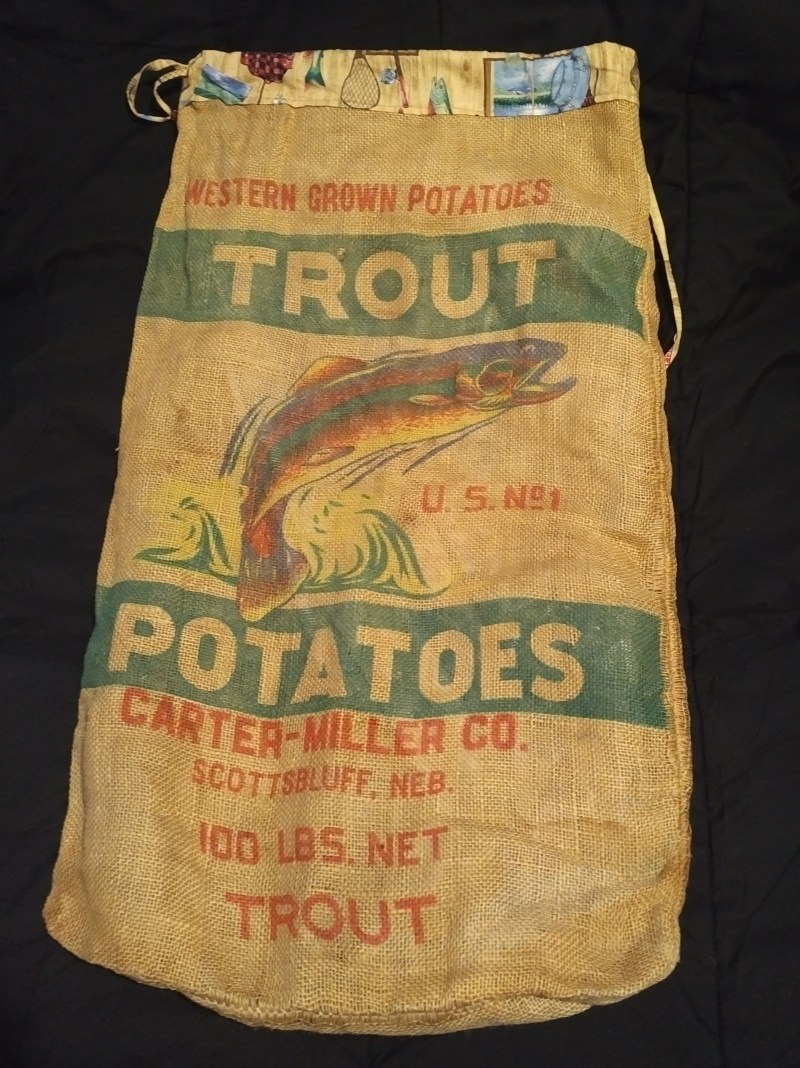 WESTERN GROWN POTATOES
TROUT
U. S. Nº1
POTATOES
CARTER-MILLER CO.
SCOTTSBLUFF, NEB.
100 LBS. NET
TROUT